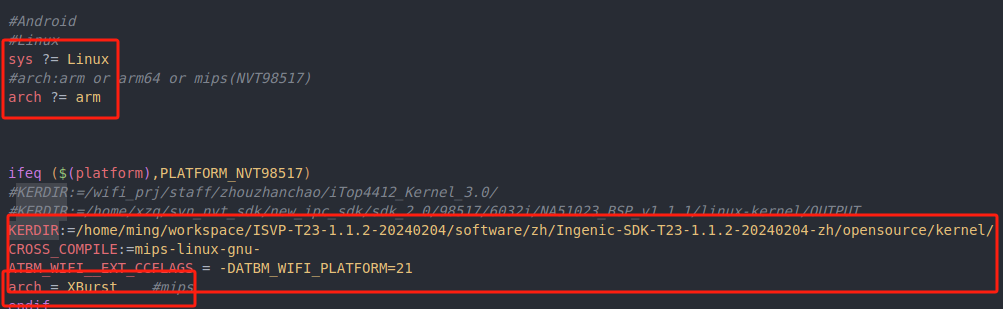 #Android
#Linux
sys ?= Linux
#arch:arm or arm64 or mips(NVT98517)
arch ?= arm
ifeq ($(platform),PLATFORM_NVT98517)
#KERDIR:=/wifi_prj/staff/zhouzhanchao/iTop4412_Kernel_3.0/
#KERDIR:=/home/xzq/svn_nvt_sdk/new_ipc_sdk/sdk_2.0/98517/6032i/NA51023_BSP_v1.1.1/linux-kernel/OUTPUT
KERDIR:=/home/ming/workspace/ISVP-T23-1.1.2-20240204/software/zh/Ingenic-SDK-T23-1.1.2-20240204-zh/opensource/kernel/
CROSS_COMPILE:=mips-linux-gnu-
ATBM_WIFI__EXT_CCFLAGS = -DATBM_WIFI_PLATFORM=21
arch = XBurst #mips
endif